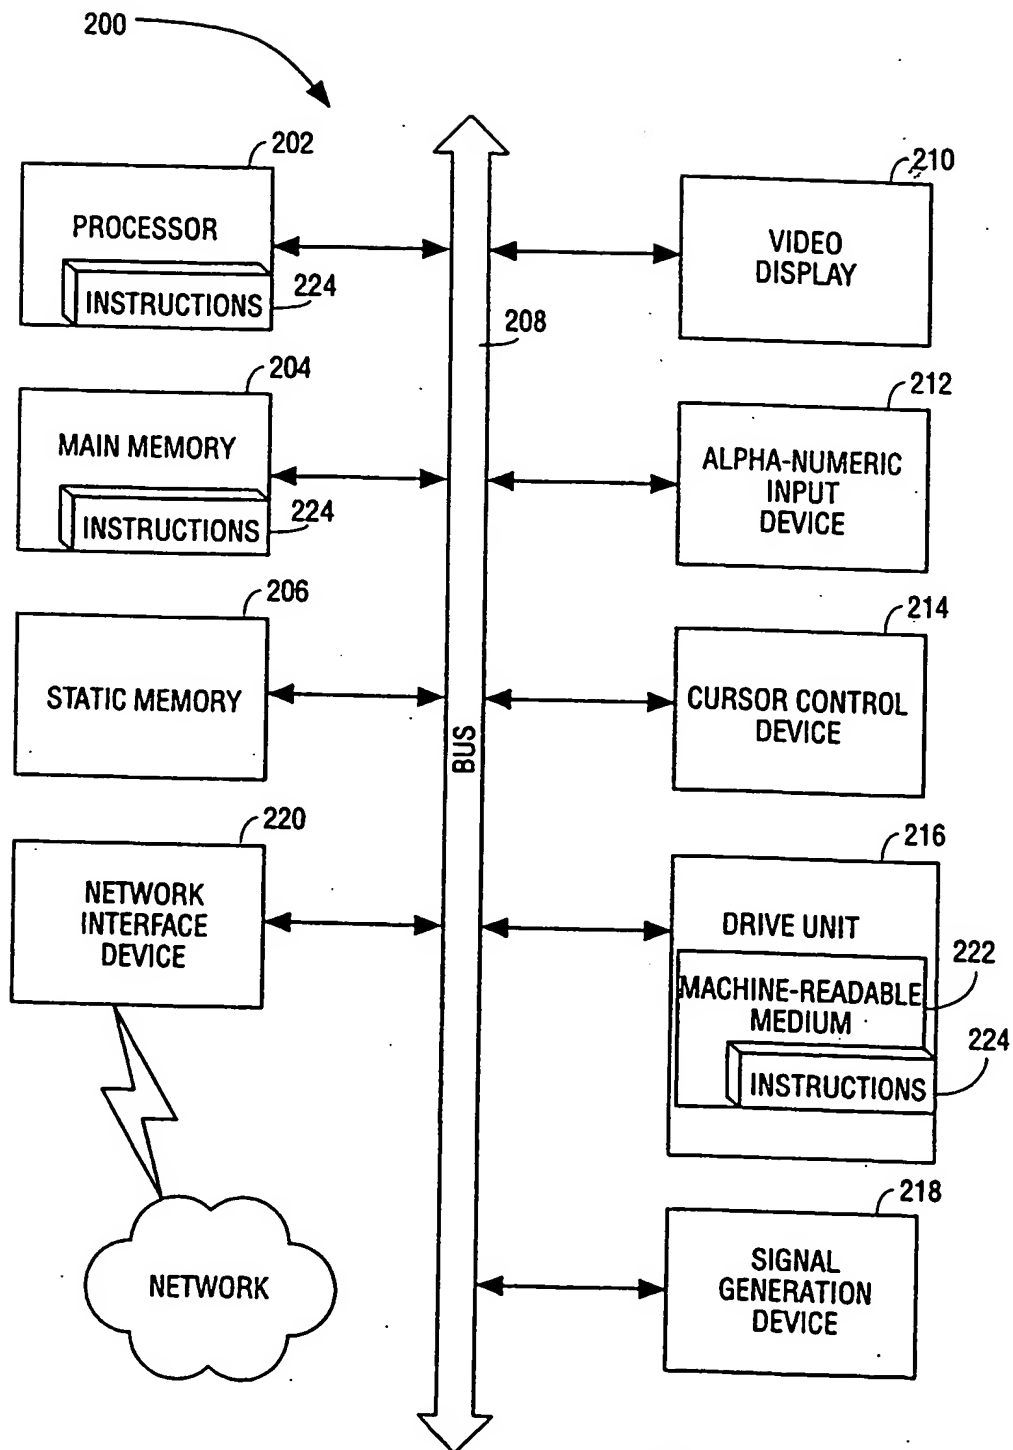 200
202
PROCESSOR
INSTRUCTIONS
224
204
MAIN MEMORY
INSTRUCTIONS
224
206
STATIC MEMORY
220
NETWORK
INTERFACE
DEVICE
NETWORK
208
BUS
210
VIDEO
DISPLAY
212
ALPHA-NUMERIC
INPUT
DEVICE
214
CURSOR CONTROL
DEVICE
216
DRIVE UNIT
222
MACHINE-READABLE
MEDIUM
224
INSTRUCTIONS
218
SIGNAL
GENERATION
DEVICE